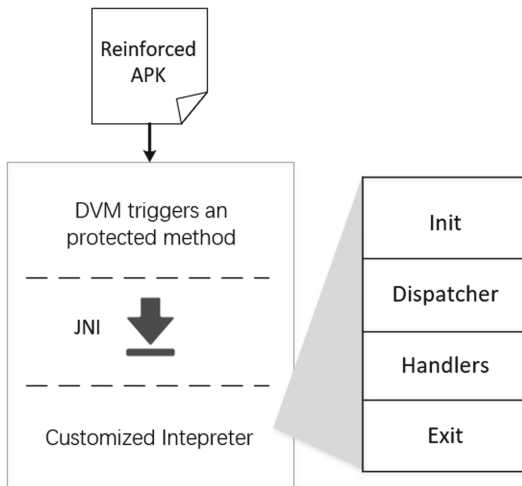 Reinforced
APK
DVM triggers an
protected method
JNI
Customized Intepreter
Init
Dispatcher
Handlers
Exit